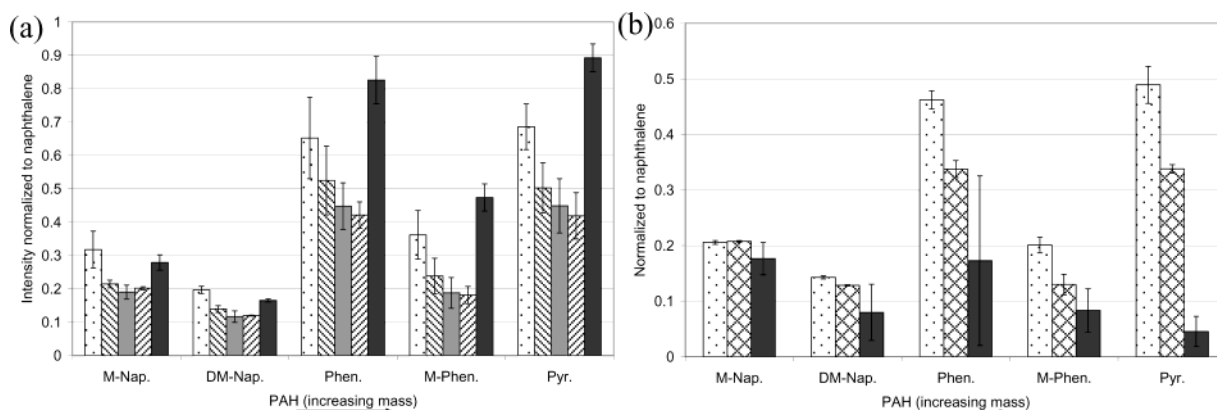 (a)
Intensity normalized to naphthalene
1
0.9
0.8
0.7
0.6
0.5
0.4
0.3
0.2
0.1
0
M-Nap. DM-Nap. Phen. M-Phen. Pyr.
PAH (increasing mass)
(b)
Normalized to naphthalene
0.6
0.5
0.4
0.3
0.2
0.1
0
M-Nap. DM-Nap. Phen. M-Phen. Pyr.
PAH (increasing mass)